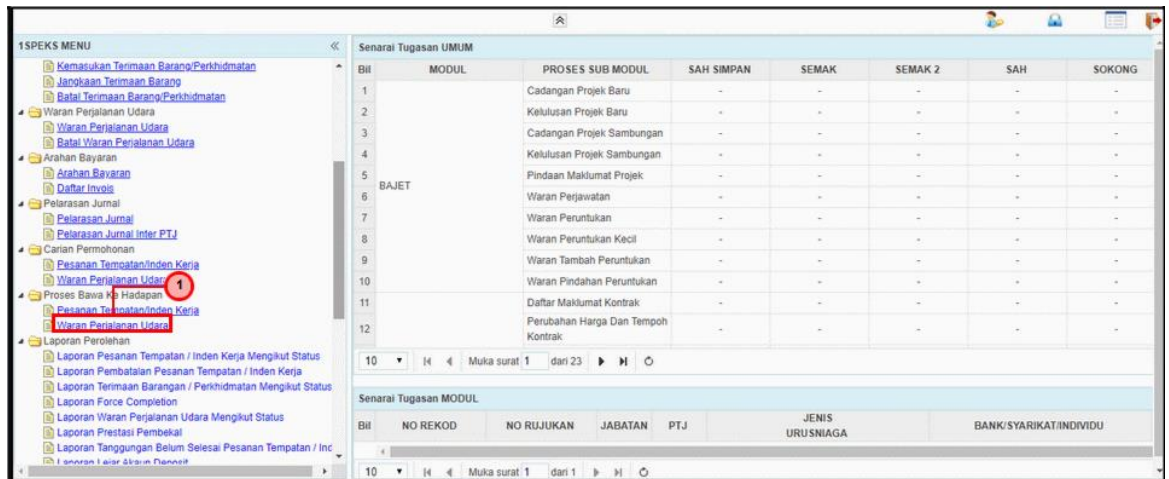 1SPEKS MENU
Kemasukan Terimaan Barang/Perkhidmatan
Jangkaan Terimaan Barang
Batal Terimaan Barang/Perkhidmatan
Waran Perjalanan Udara
Waran Perjalanan Udara
Batal Waran Perjalanan Udara
Arahan Bayaran
Arahan Bayaran
Daftar Invois
Pelarasan Jurnal
Pelarasan Jurnal
Pelarasan Jurnal Inter PTJ
Carian Permohonan
Pesanan Tempatan/Inden Kerja
Waran Perjalanan Udara
1
Proses Bawa Ke Hadapan
Pesanan Tempatan/Inden Kerja
Waran Perjalanan Udara
Laporan Perolehan
Laporan Pesanan Tempatan / Inden Kerja Mengikut Status
Laporan Pembatalan Pesanan Tempatan / Inden Kerja
Laporan Terimaan Barangan / Perkhidmatan Mengikut Status
Laporan Force Completion
Laporan Waran Perjalanan Udara Mengikut Status
Laporan Prestasi Pembekal
Laporan Tanggungan Belum Selesai Pesanan Tempatan / Ind
Laporan Lejar Akaun Deposit
Senarai Tugasan UMUM
Bil MODUL PROSES SUB MODUL SAH SIMPAN SEMAK SEMAK 2 SAH SOKONG
1 Cadangan Projek Baru - - - - -
2 Kelulusan Projek Baru - - - - -
3 Cadangan Projek Sambungan - - - - -
4 Kelulusan Projek Sambungan - - - - -
5 Pindaan Maklumat Projek - - - - -
BAJET
6 Waran Perjawatan - - - - -
7 Waran Peruntukan - - - - -
8 Waran Peruntukan Kecil - - - - -
9 Waran Tambah Peruntukan - - - - -
10 Waran Pindahan Peruntukan - - - - -
11 Daftar Maklumat Kontrak - - - - -
12 Perubahan Harga Dan Tempoh - - - - -
Kontrak
10 Muka surat 1 dari 23
Senarai Tugasan MODUL
Bil NO REKOD NO RUJUKAN JABATAN PTJ JENIS BANK/SYARIKAT/INDIVIDU
URUSNIAGA
10 Muka surat 1 dari 1